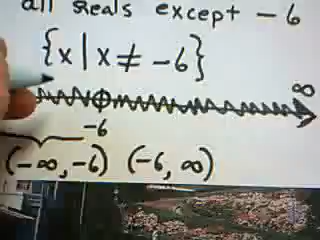 all reals except -6
{x|x ≠ -6}
∞
-6
(-∞, -6) (-6, ∞)